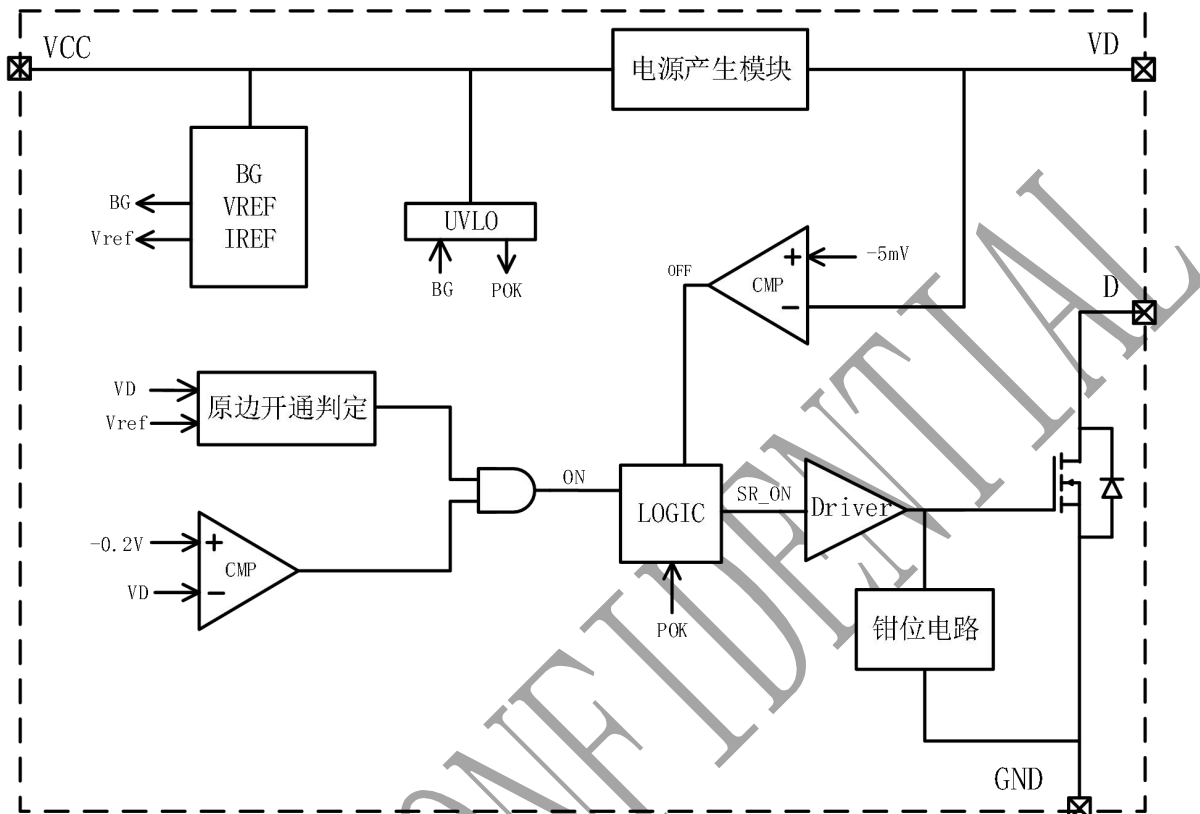 VCC
电源产生模块
VD
BG
VREF
IREF
BG
Vref
UVLO
BG
POK
OFF
+
CMP
−
-5mV
D
VD
Vref
原边开通判定
ON
LOGIC
SR_ON
Driver
-0.2V
VD
+
CMP
−
POK
钳位电路
GND
CONFIDENTIAL